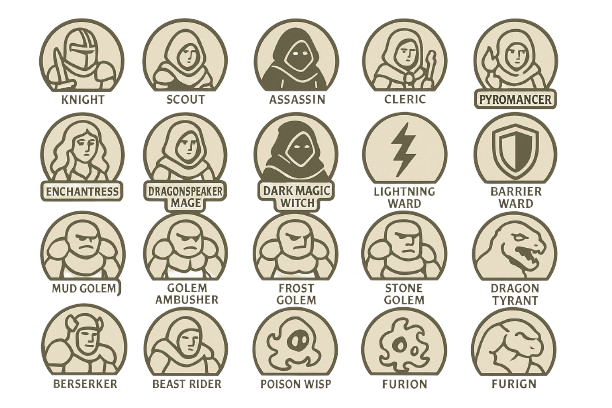 KNIGHT
SCOUT
ASSASSIN
CLERIC
PYROMANCER
ENCHANTRESS
DRAGONSPEAKER
MAGE
DARK MAGIC
WITCH
LIGHTNING
WARD
BARRIER
WARD
MUD GOLEM
GOLEM
AMBUSHER
FROST
GOLEM
STONE
GOLEM
DRAGON
TYRANT
BERSERKER
BEAST RIDER
POISON WISP
FURION
FURIGN